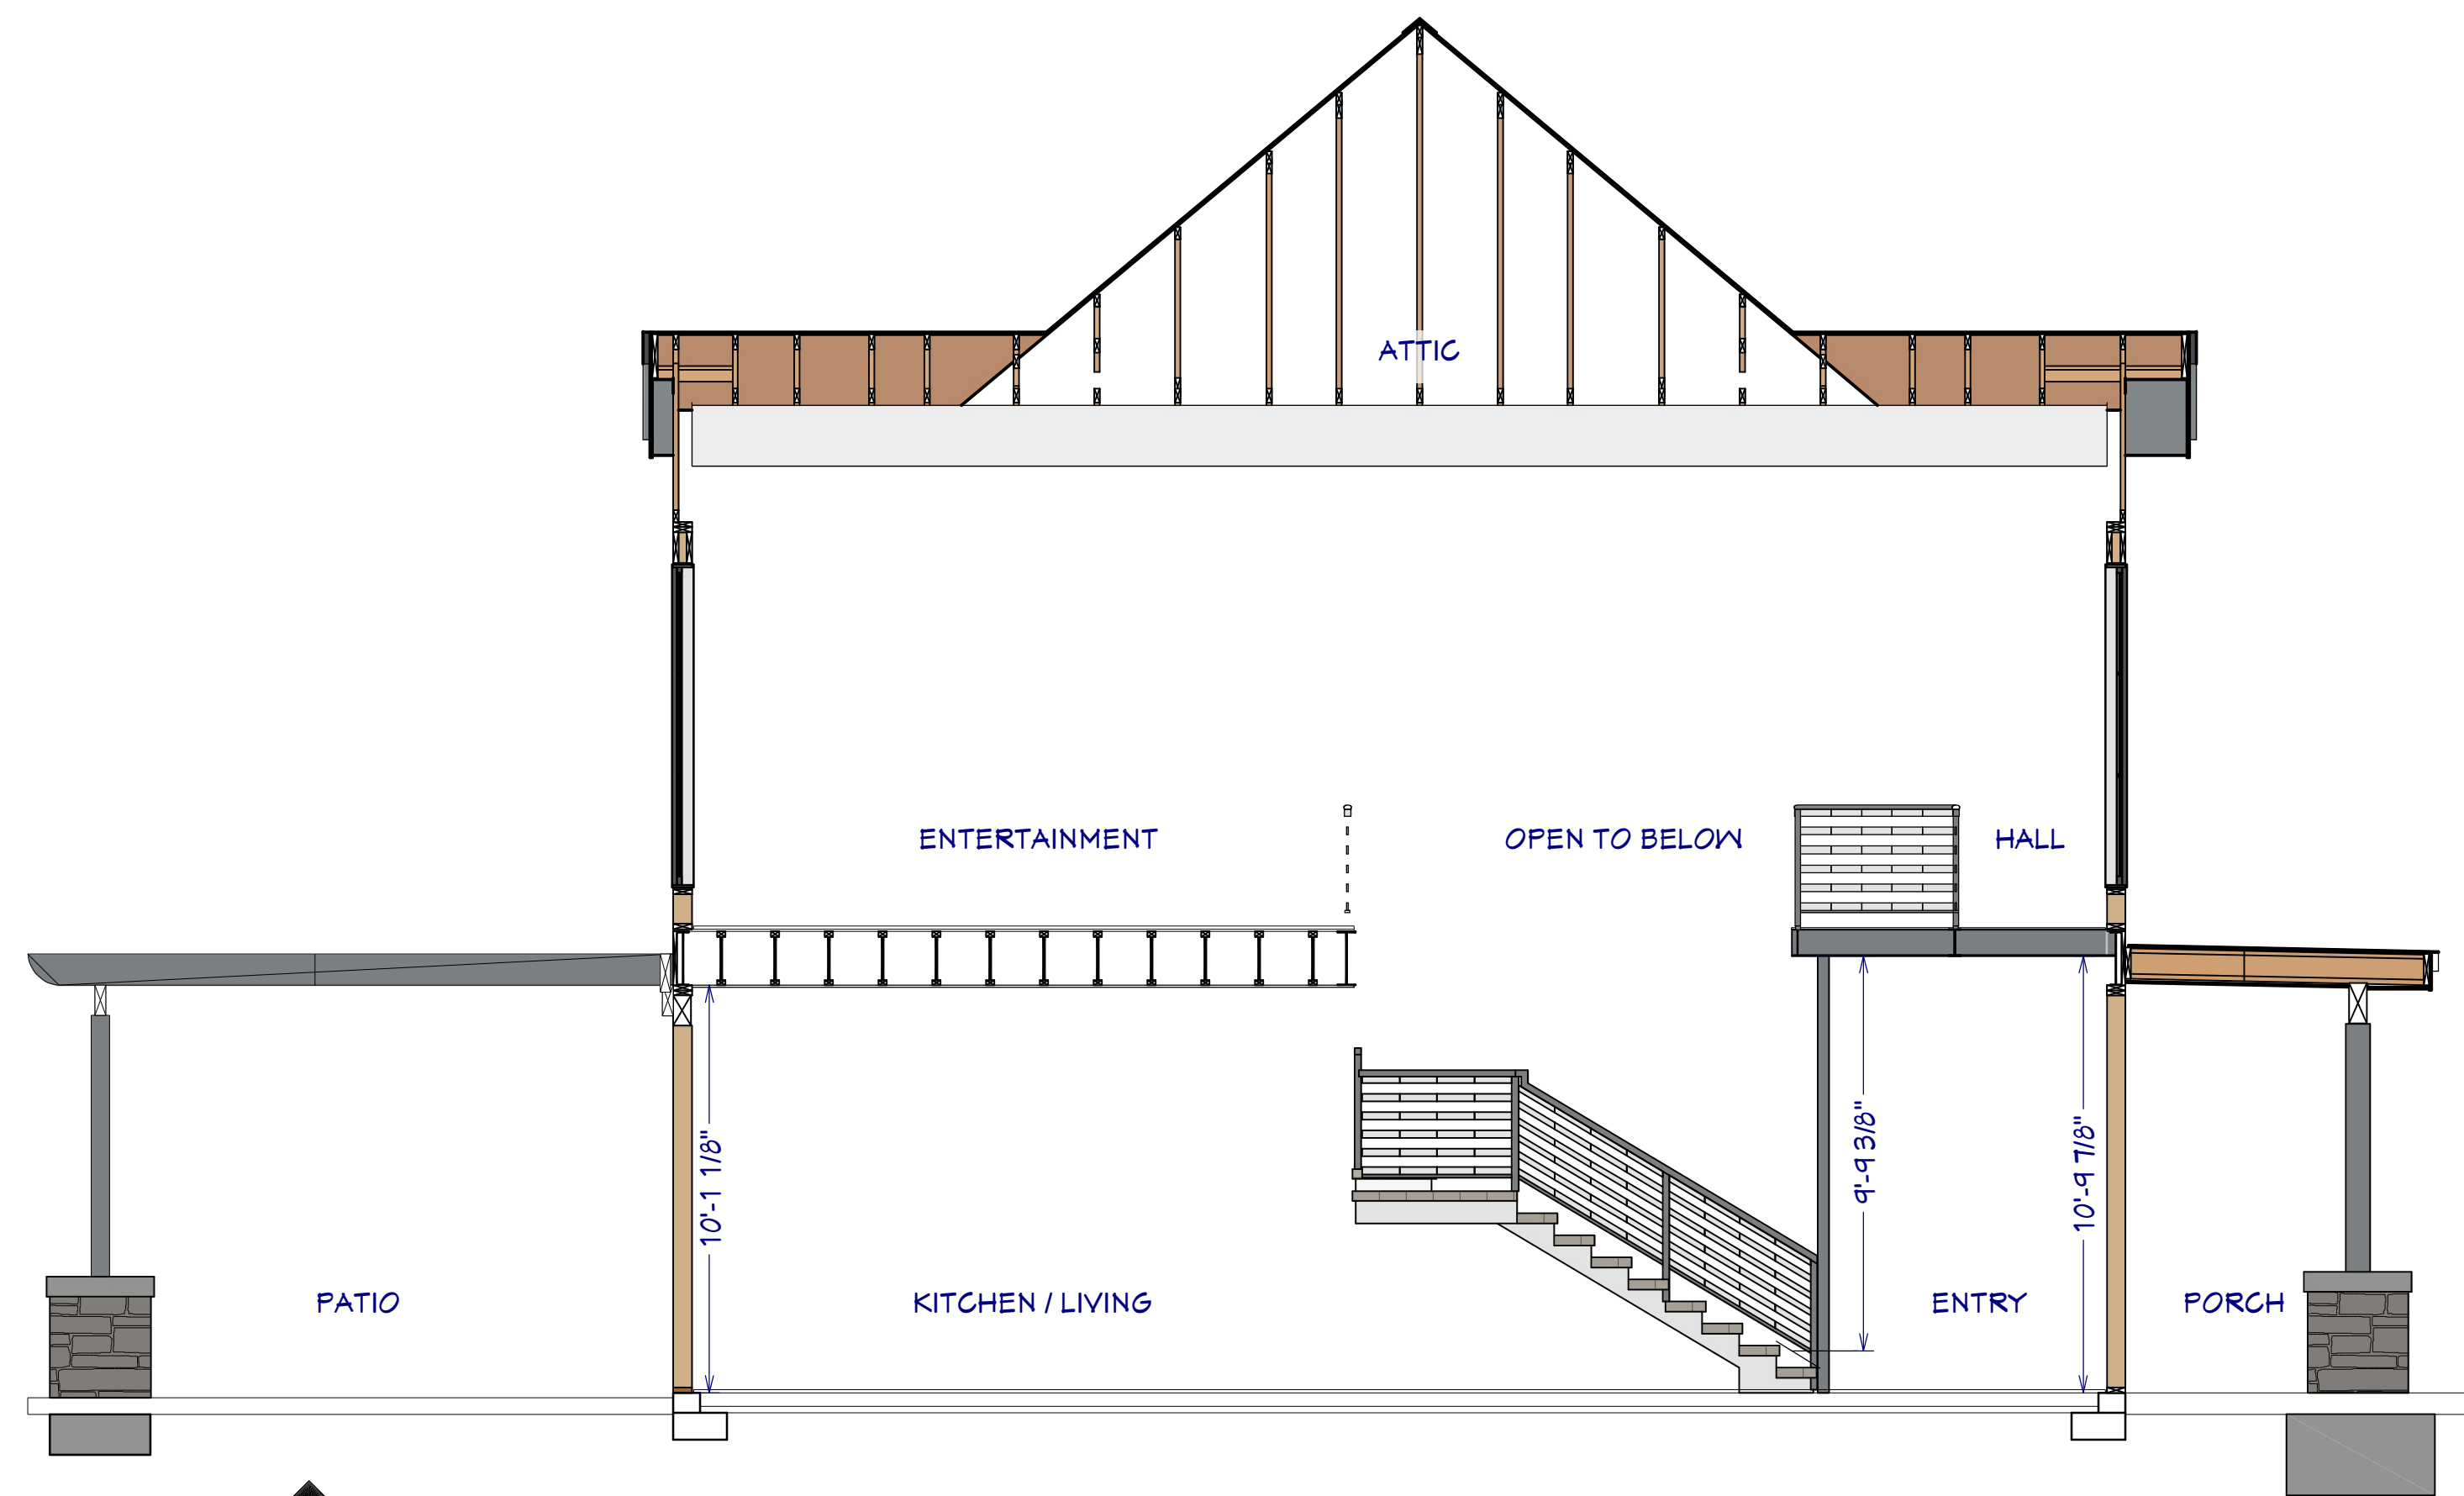 ATTIC
ENTERTAINMENT
OPEN TO BELOW
HALL
10'-1 1/8"
9'-9 3/8"
10'-9 7/8"
PATIO
KITCHEN / LIVING
ENTRY
PORCH